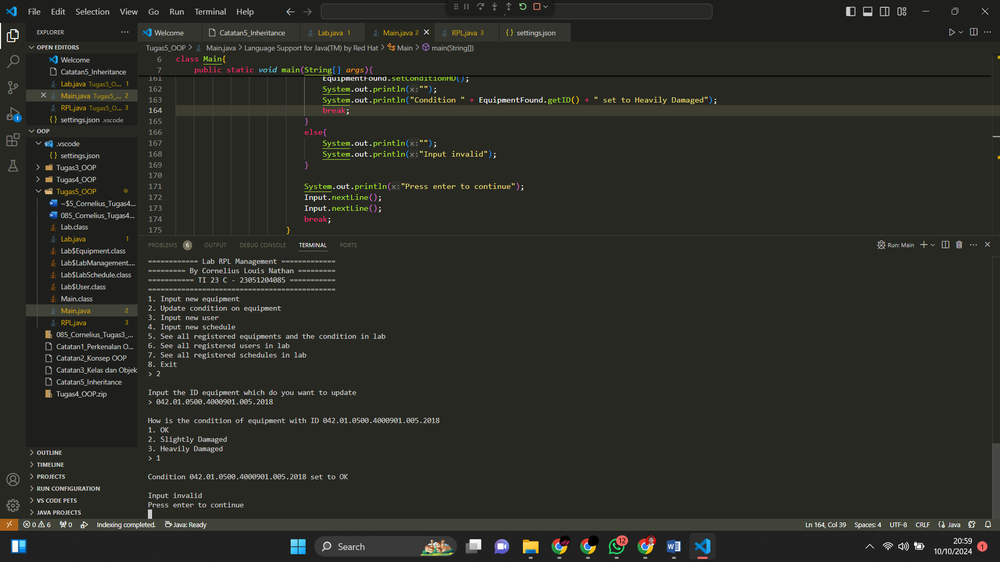 File Edit Selection View Go Run Terminal Help
EXPLORER
OPEN EDITORS
Welcome
Catatan5_Inheritance
Lab.java Tugas5_O... 1
Main.java Tugas5_... 2
RPL.java Tugas5_O... 3
{} settings.json .vscode
OOP
.vscode
{} settings.json
Tugas3_OOP
Tugas4_OOP
Tugas5_OOP
~$5_Cornelius_Tugas4...
085_Cornelius_Tugas4...
Lab.class
Lab.java 1
Lab$Equipment.class
Lab$LabManagement....
Lab$LabSchedule.class
Lab$User.class
Main.class
Main.java 2
RPL.java 3
085_Cornelius_Tugas3_...
Catatan1_Perkenalan O...
Catatan2_Konsep OOP
Catatan3_Kelas dan Objek
Catatan5_Inheritance
Tugas4_OOP.zip
OUTLINE
TIMELINE
PROJECTS
RUN CONFIGURATION
VS CODE PETS
JAVA PROJECTS
1
Welcome Catatan5_Inheritance Lab.java 1 Main.java 2 RPL.java 3 {} settings.json
Tugas5_OOP > Main.java > Language Support for Java(TM) by Red Hat > Main > main(String[])
6 class Main{
7 public static void main(String[] args){
161 EquipmentFound.setConditionHD();
162 System.out.println(x:"");
163 System.out.println("Condition " + EquipmentFound.getID() + " set to Heavily Damaged");
164 break;
165 }
166 else{
167 System.out.println(x:"");
168 System.out.println(x:"Input invalid");
169 }
170
171 System.out.println(x:"Press enter to continue");
172 Input.nextLine();
173 Input.nextLine();
174 break;
175 }
PROBLEMS 6 OUTPUT DEBUG CONSOLE TERMINAL PORTS
Run: Main
============ Lab RPL Management =============
========= By Cornelius Louis Nathan =========
=========== TI 23 C - 23051204085 ===========
=============================================
1. Input new equipment
2. Update condition on equipment
3. Input new user
4. Input new schedule
5. See all registered equipments and the condition in lab
6. See all registered users in lab
7. See all registered schedules in lab
8. Exit
> 2
Input the ID equipment which do you want to update
> 042.01.0500.4000901.005.2018
How is the condition of equipment with ID 042.01.0500.4000901.005.2018
1. OK
2. Slightly Damaged
3. Heavily Damaged
> 1
Condition 042.01.0500.4000901.005.2018 set to OK
Input invalid
Press enter to continue
0 6 0 Indexing completed. Java: Ready
Ln 164, Col 39 Spaces: 4 UTF-8 CRLF {} Java
Search
12
20:59
10/10/2024
1